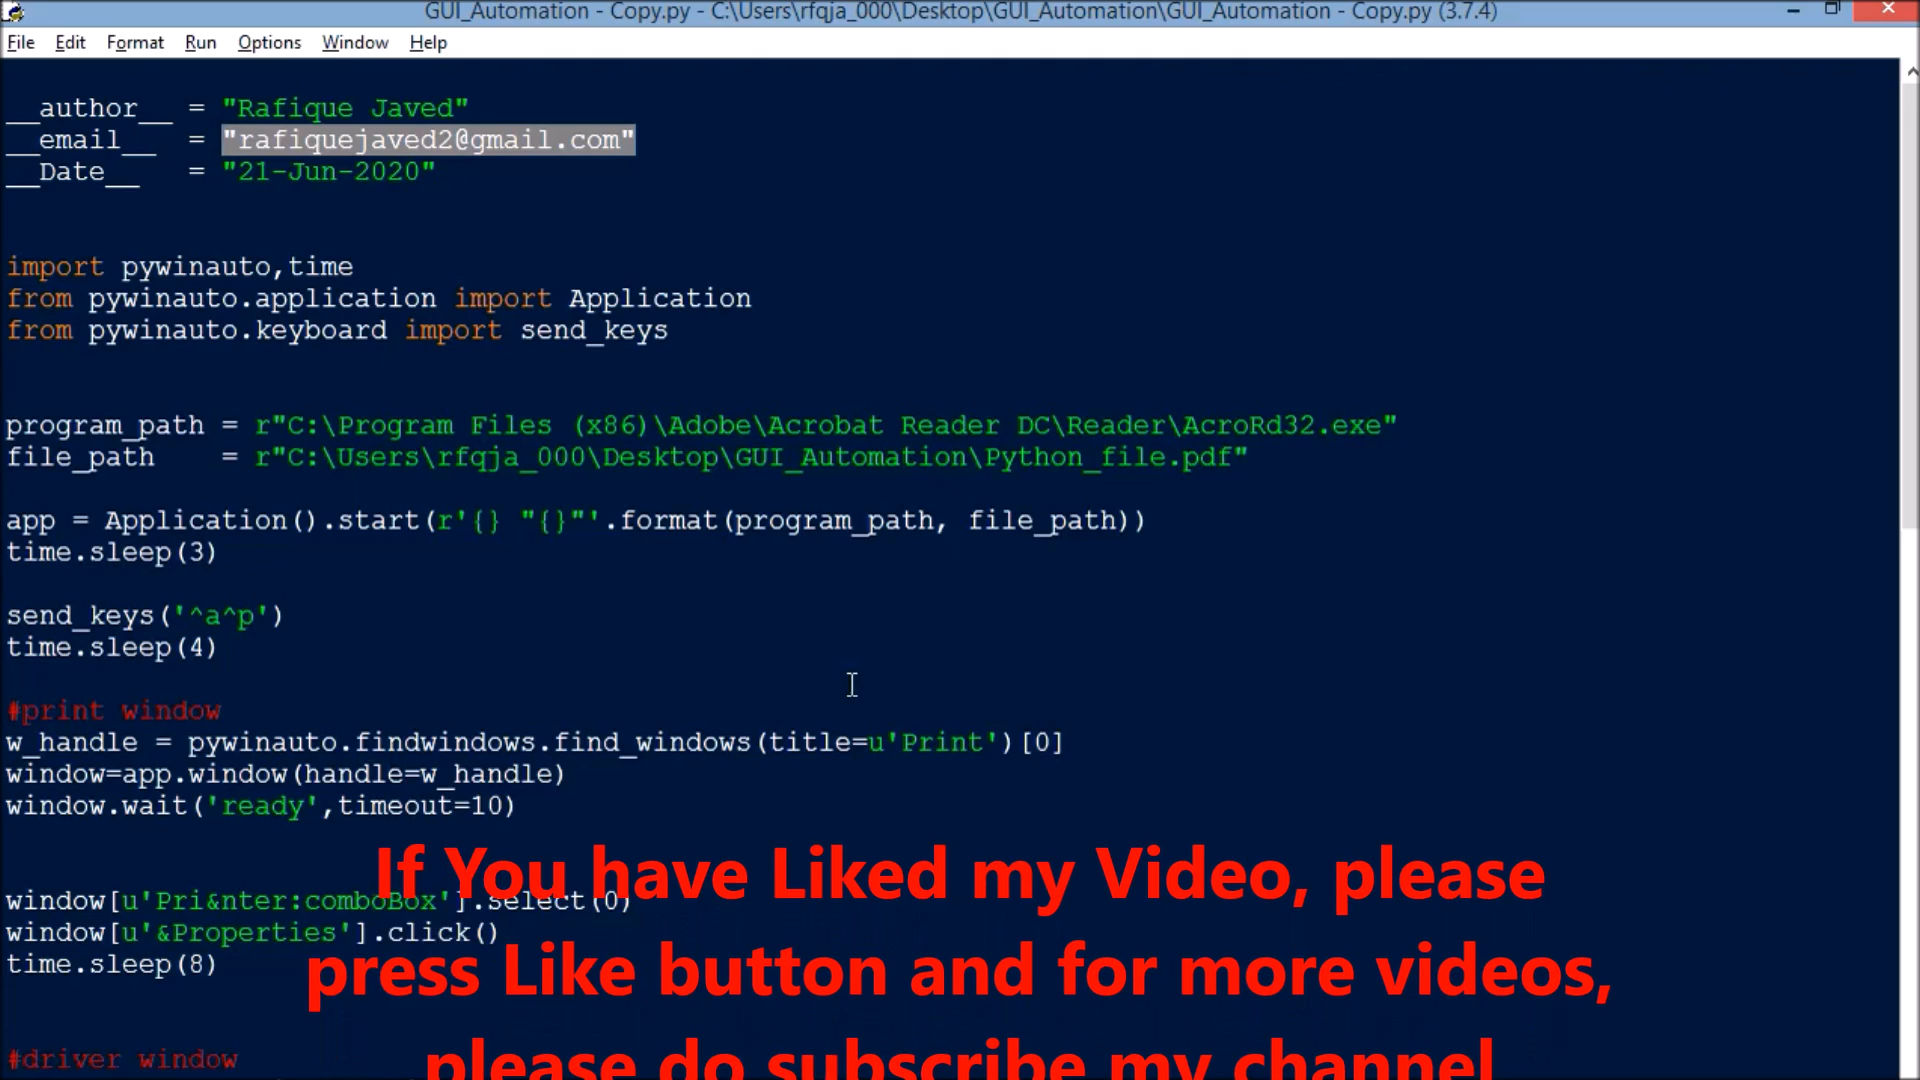 GUI_Automation - Copy.py - C:\Users\rfqja_000\Desktop\GUI_Automation\GUI_Automation - Copy.py (3.7.4)
File Edit Format Run Options Window Help
__author__ = "Rafique Javed"
__email__ = "rafiquejaved2@gmail.com"
__Date__ = "21-Jun-2020"
import pywinauto,time
from pywinauto.application import Application
from pywinauto.keyboard import send_keys
program_path = r"C:\Program Files (x86)\Adobe\Acrobat Reader DC\Reader\AcroRd32.exe"
file_path = r"C:\Users\rfqja_000\Desktop\GUI_Automation\Python_file.pdf"
app = Application().start(r'{} "{}"'.format(program_path, file_path))
time.sleep(3)
send_keys('^a^p')
time.sleep(4)
#print window
w_handle = pywinauto.findwindows.find_windows(title=u'Print')[0]
window=app.window(handle=w_handle)
window.wait('ready',timeout=10)
window[u'Pri&nter:comboBox'].select(0)
window[u'&Properties'].click()
time.sleep(8)
#driver window
If You have Liked my Video, please
press Like button and for more videos,
please do subscribe my channel